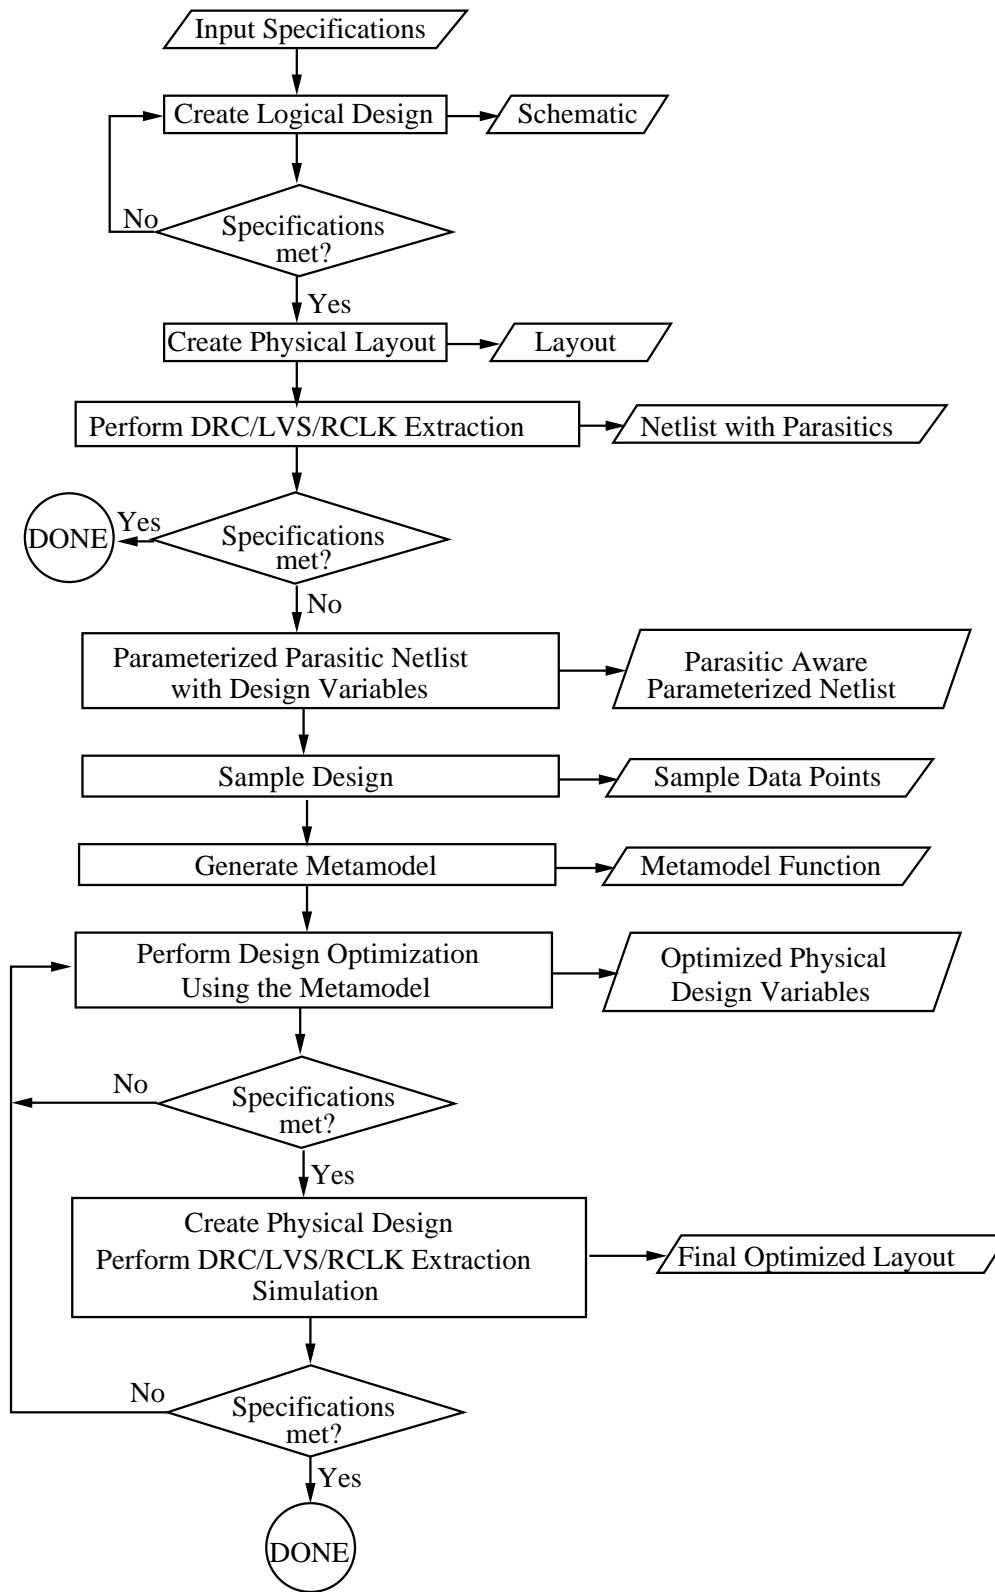 Input Specifications
Create Logical Design
Schematic
No
Specifications
met?
Yes
Create Physical Layout
Layout
Perform DRC/LVS/RCLK Extraction
Netlist with Parasitics
DONE
Yes
Specifications
met?
No
Parameterized Parasitic Netlist
with Design Variables
Parasitic Aware
Parameterized Netlist
Sample Design
Sample Data Points
Generate Metamodel
Metamodel Function
Perform Design Optimization
Using the Metamodel
Optimized Physical
Design Variables
No
Specifications
met?
Yes
Create Physical Design
Perform DRC/LVS/RCLK Extraction
Simulation
Final Optimized Layout
No
Specifications
met?
Yes
DONE